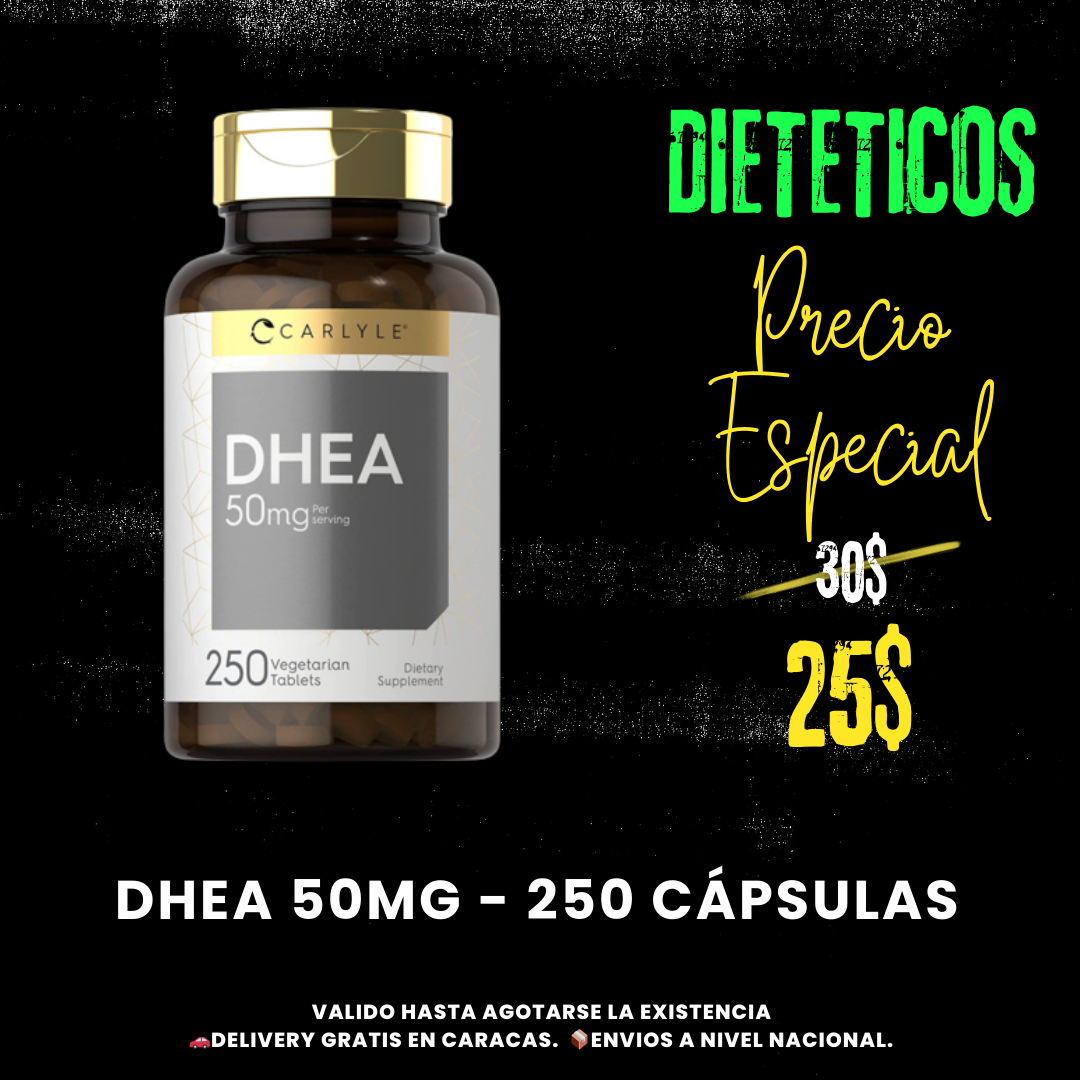 DIETETICOS
Precio
Especial
30$
25$
CARLYLE®
DHEA
50mg Per serving
250 Vegetarian Tablets
Dietary Supplement
DHEA 50MG - 250 CÁPSULAS
VALIDO HASTA AGOTARSE LA EXISTENCIA
🚗DELIVERY GRATIS EN CARACAS. 📦ENVIOS A NIVEL NACIONAL.